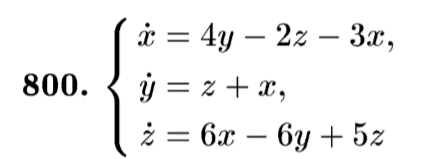 ẋ = 4y − 2z − 3x,
800. ẏ = z + x,
ż = 6x − 6y + 5z